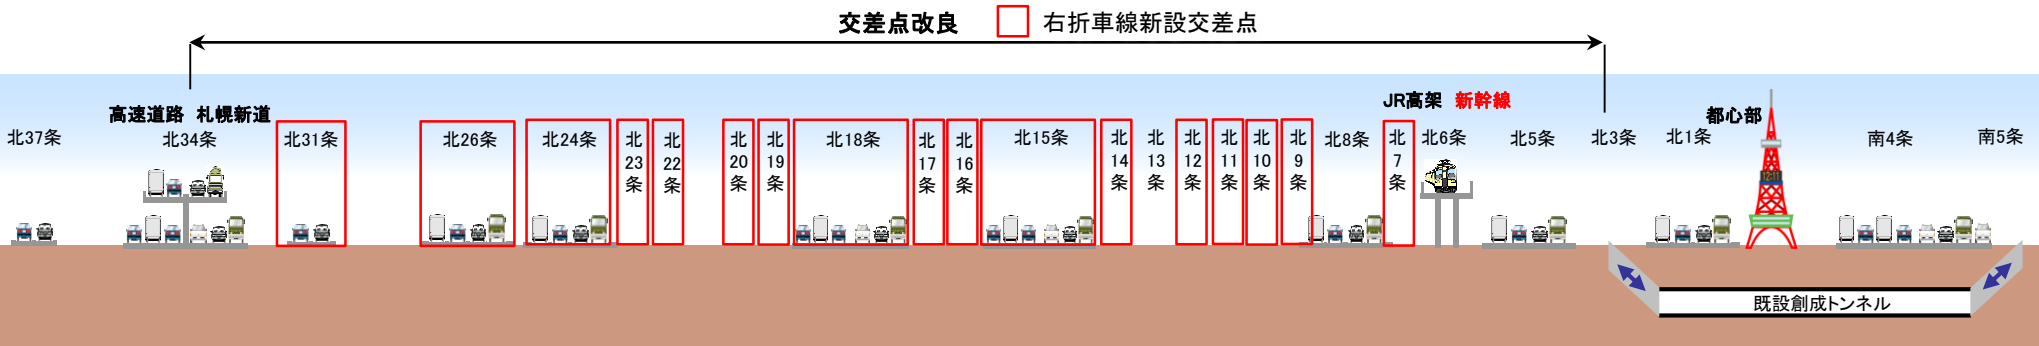 交差点改良 右折車線新設交差点
高速道路 札幌新道
JR高架 新幹線
都心部
北37条
北34条
北31条
北26条
北24条
北23条
北22条
北20条
北19条
北18条
北17条
北16条
北15条
北14条
北13条
北12条
北11条
北10条
北9条
北8条
北7条
北6条
北5条
北3条
北1条
南4条
南5条
既設創成トンネル